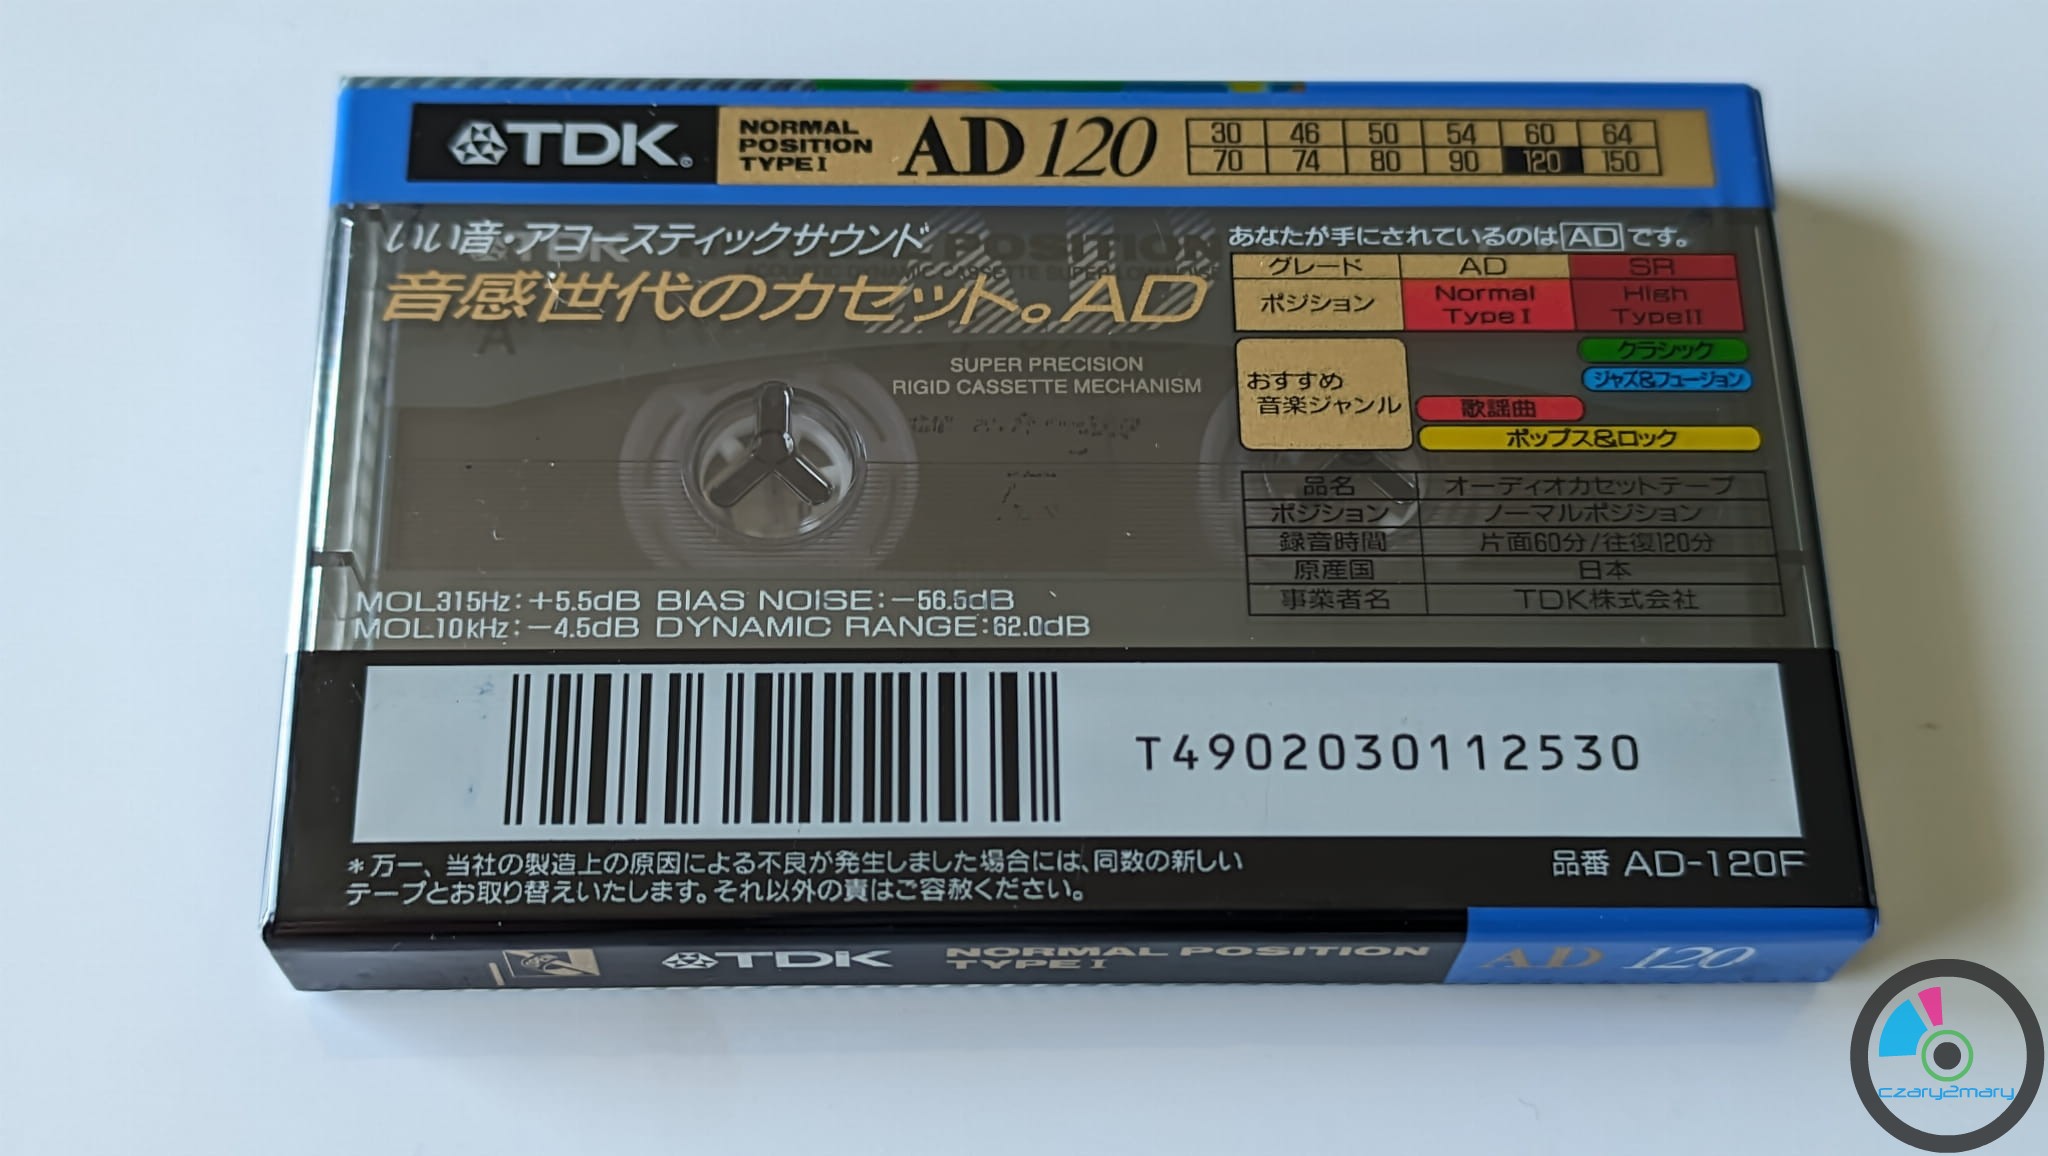 TDK®
NORMAL
POSITION
TYPE I
AD 120
30 46 50 54 60 64
70 74 80 90 120 150
いい音・アコースティックサウンド
音感世代のカセット。AD
SUPER PRECISION
RIGID CASSETTE MECHANISM
POSITION
A
MOL315Hz:+5.5dB BIAS NOISE:-56.5dB
MOL10kHz:-4.5dB DYNAMIC RANGE:62.0dB
あなたが手にされているのはADです。
グレード AD SR
ポジション Normal TypeI High TypeII
おすすめ
音楽ジャンル
クラシック
ジャズ&フュージョン
歌謡曲
ポップス&ロック
品名 オーディオカセットテープ
ポジション ノーマルポジション
録音時間 片面60分/往復120分
原産国 日本
事業者名 TDK株式会社
T4902030112530
*万一、当社の製造上の原因による不良が発生しました場合には、同数の新しい
テープとお取り替えいたします。それ以外の責はご容赦ください。
品番 AD-120F
TDK
NORMAL POSITION
TYPE I
AD 120
czary2mary